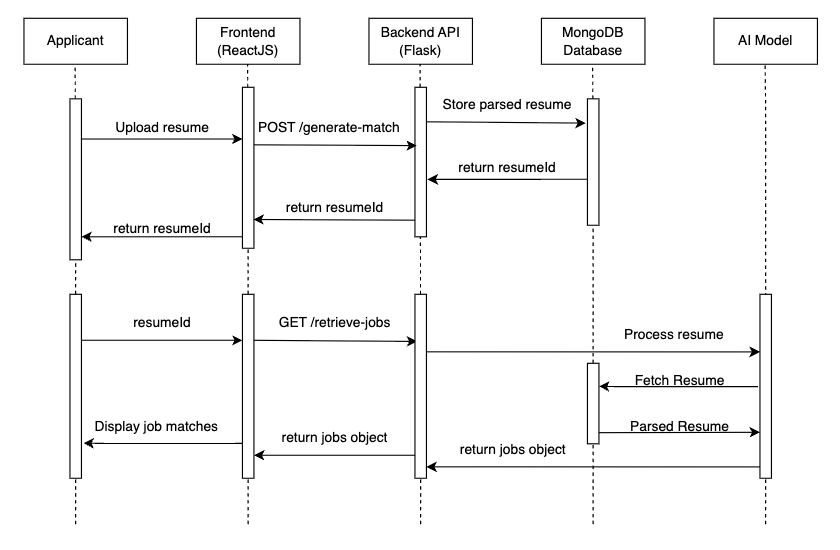 Applicant
Frontend
(ReactJS)
Backend API
(Flask)
MongoDB
Database
AI Model
Store parsed resume
Upload resume
POST /generate-match
return resumeId
return resumeId
return resumeId
resumeId
GET /retrieve-jobs
Process resume
Fetch Resume
Display job matches
Parsed Resume
return jobs object
return jobs object